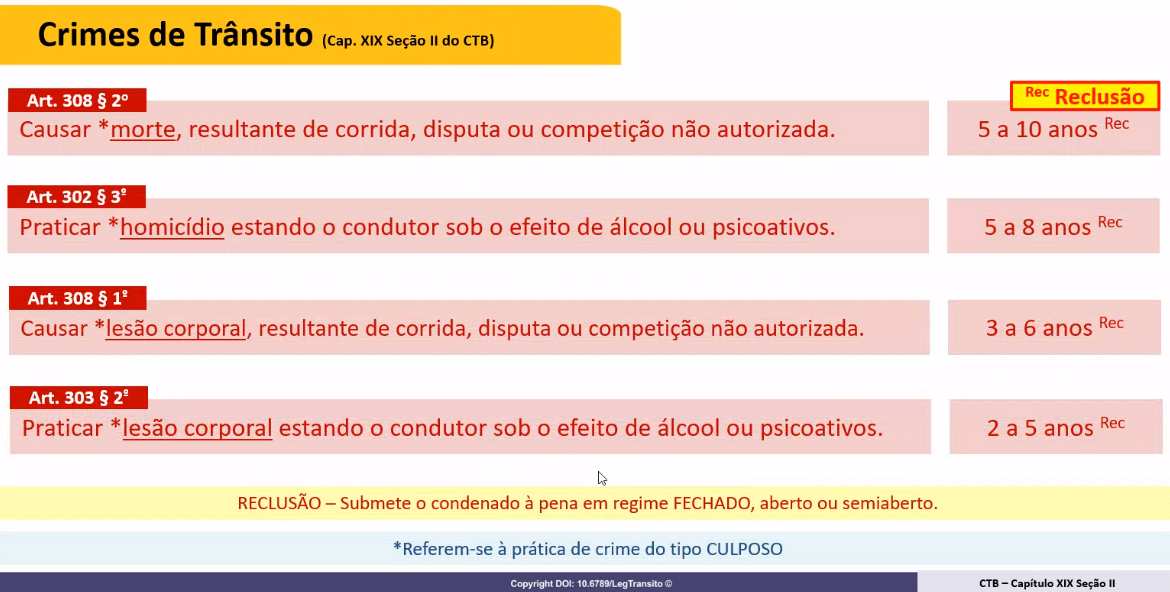 Crimes de Trânsito (Cap. XIX Seção II do CTB)
Rec Reclusão
Art. 308 § 2º
Causar *morte, resultante de corrida, disputa ou competição não autorizada.
5 a 10 anos Rec
Art. 302 § 3º
Praticar *homicídio estando o condutor sob o efeito de álcool ou psicoativos.
5 a 8 anos Rec
Art. 308 § 1º
Causar *lesão corporal, resultante de corrida, disputa ou competição não autorizada.
3 a 6 anos Rec
Art. 303 § 2º
Praticar *lesão corporal estando o condutor sob o efeito de álcool ou psicoativos.
2 a 5 anos Rec
RECLUSÃO – Submete o condenado à pena em regime FECHADO, aberto ou semiaberto.
*Referem-se à prática de crime do tipo CULPOSO
Copyright DOI: 10.6789/LegTransito ©
CTB – Capítulo XIX Seção II